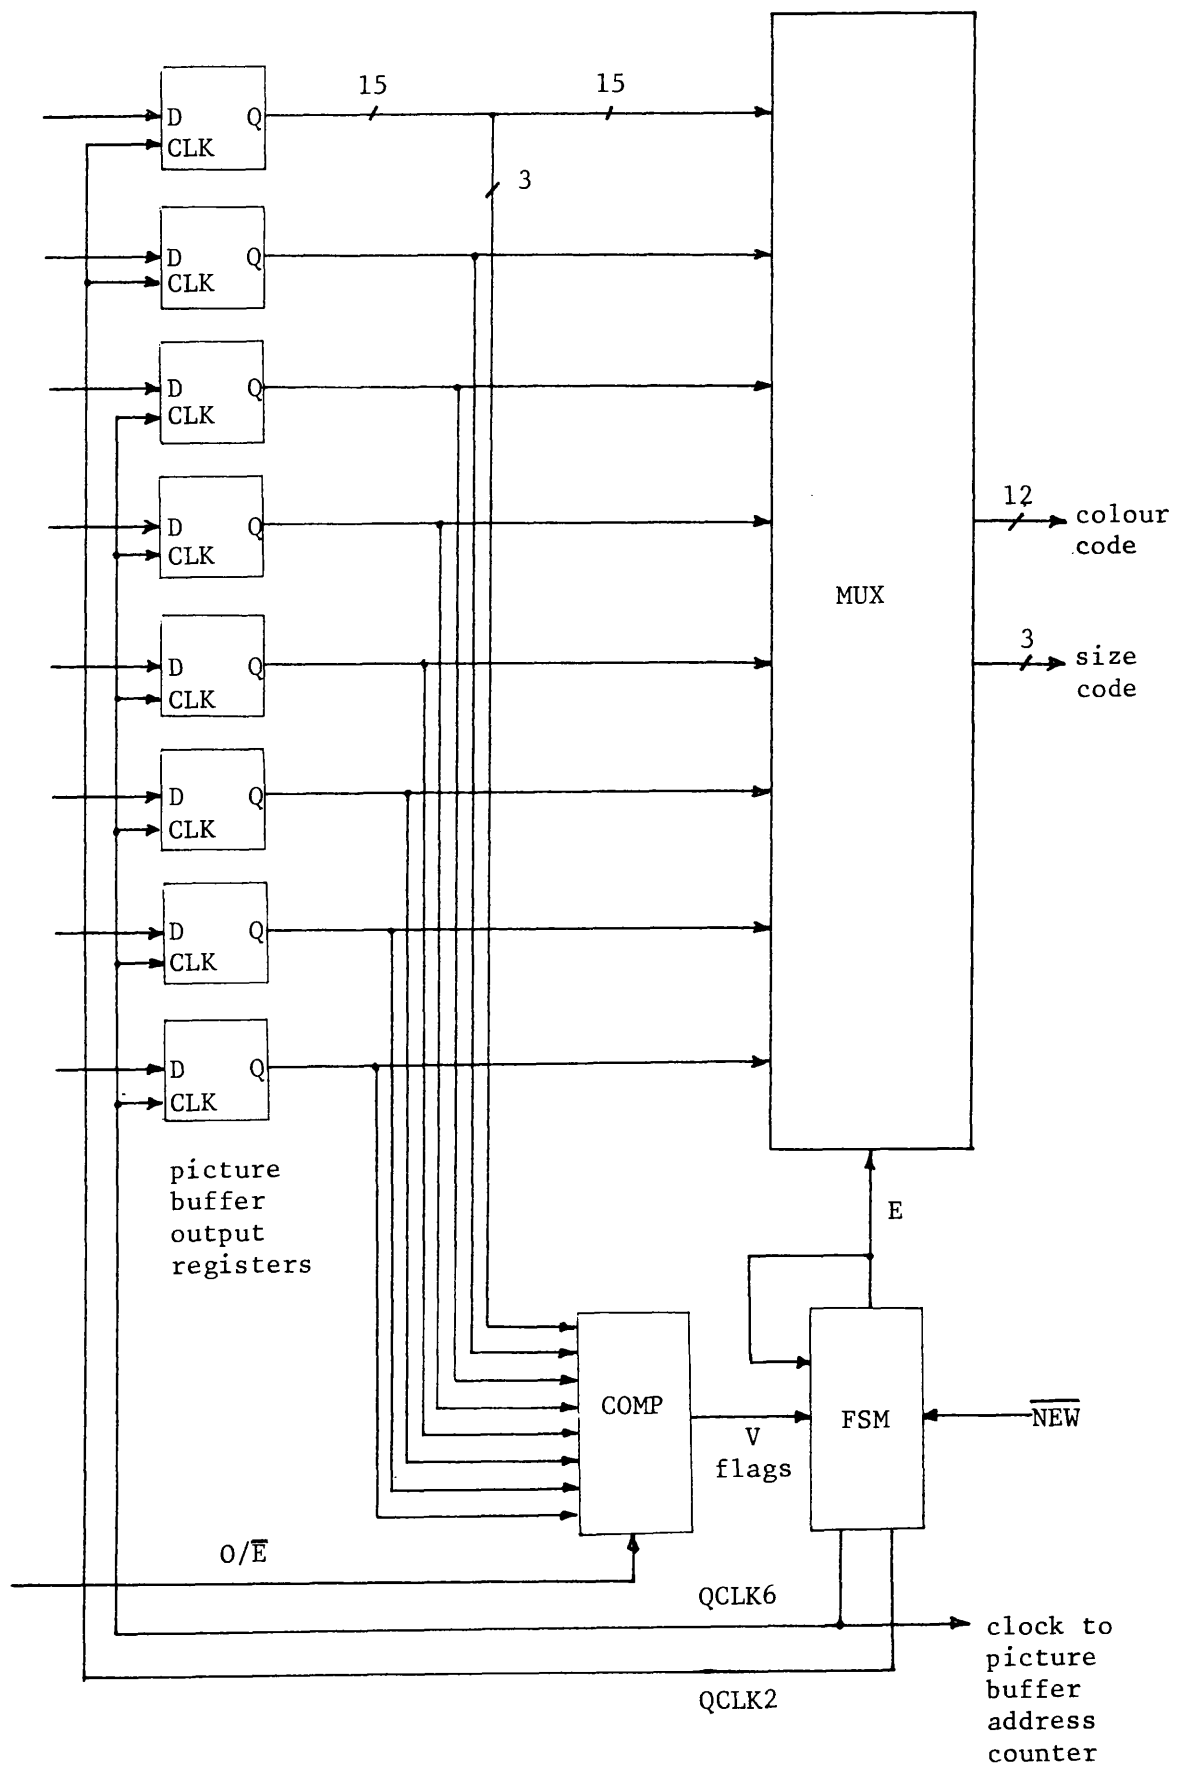 15
15
D Q
CLK
3
D Q
CLK
D Q
CLK
D Q
CLK
12
colour
code
MUX
D Q
CLK
3
size
code
D Q
CLK
D Q
CLK
D Q
CLK
picture
buffer
output
registers
E
COMP
V
flags
FSM
N̅E̅W̅
O/E̅
QCLK6
clock to
picture
buffer
address
counter
QCLK2